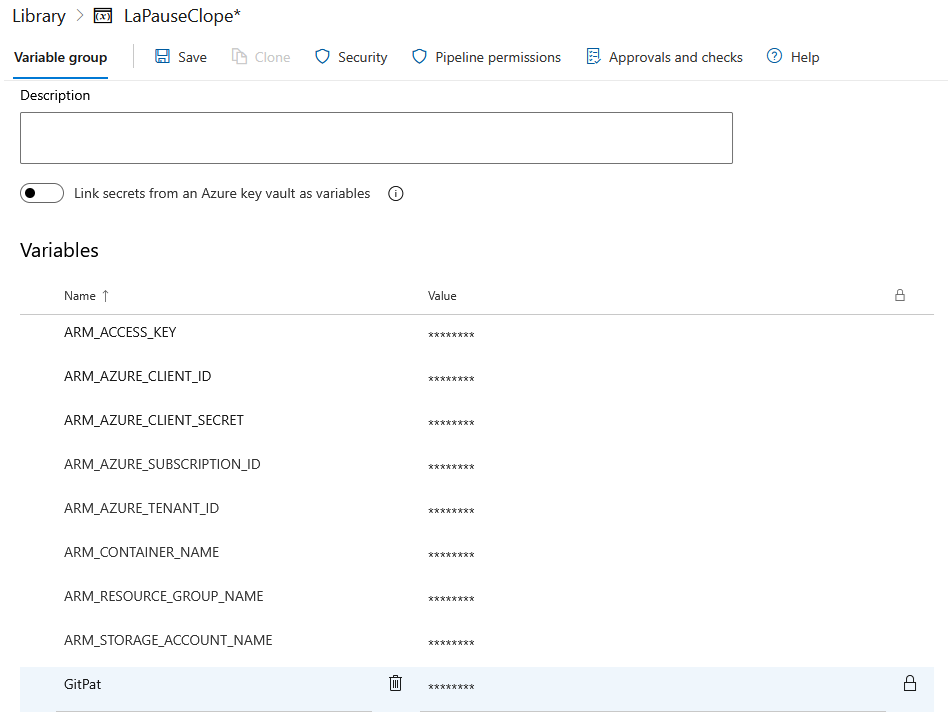 Library > LaPauseClope*
Variable group Save Clone Security Pipeline permissions Approvals and checks Help
Description
Link secrets from an Azure key vault as variables
Variables
Name ↑ Value
ARM_ACCESS_KEY ********
ARM_AZURE_CLIENT_ID ********
ARM_AZURE_CLIENT_SECRET ********
ARM_AZURE_SUBSCRIPTION_ID ********
ARM_AZURE_TENANT_ID ********
ARM_CONTAINER_NAME ********
ARM_RESOURCE_GROUP_NAME ********
ARM_STORAGE_ACCOUNT_NAME ********
GitPat ********